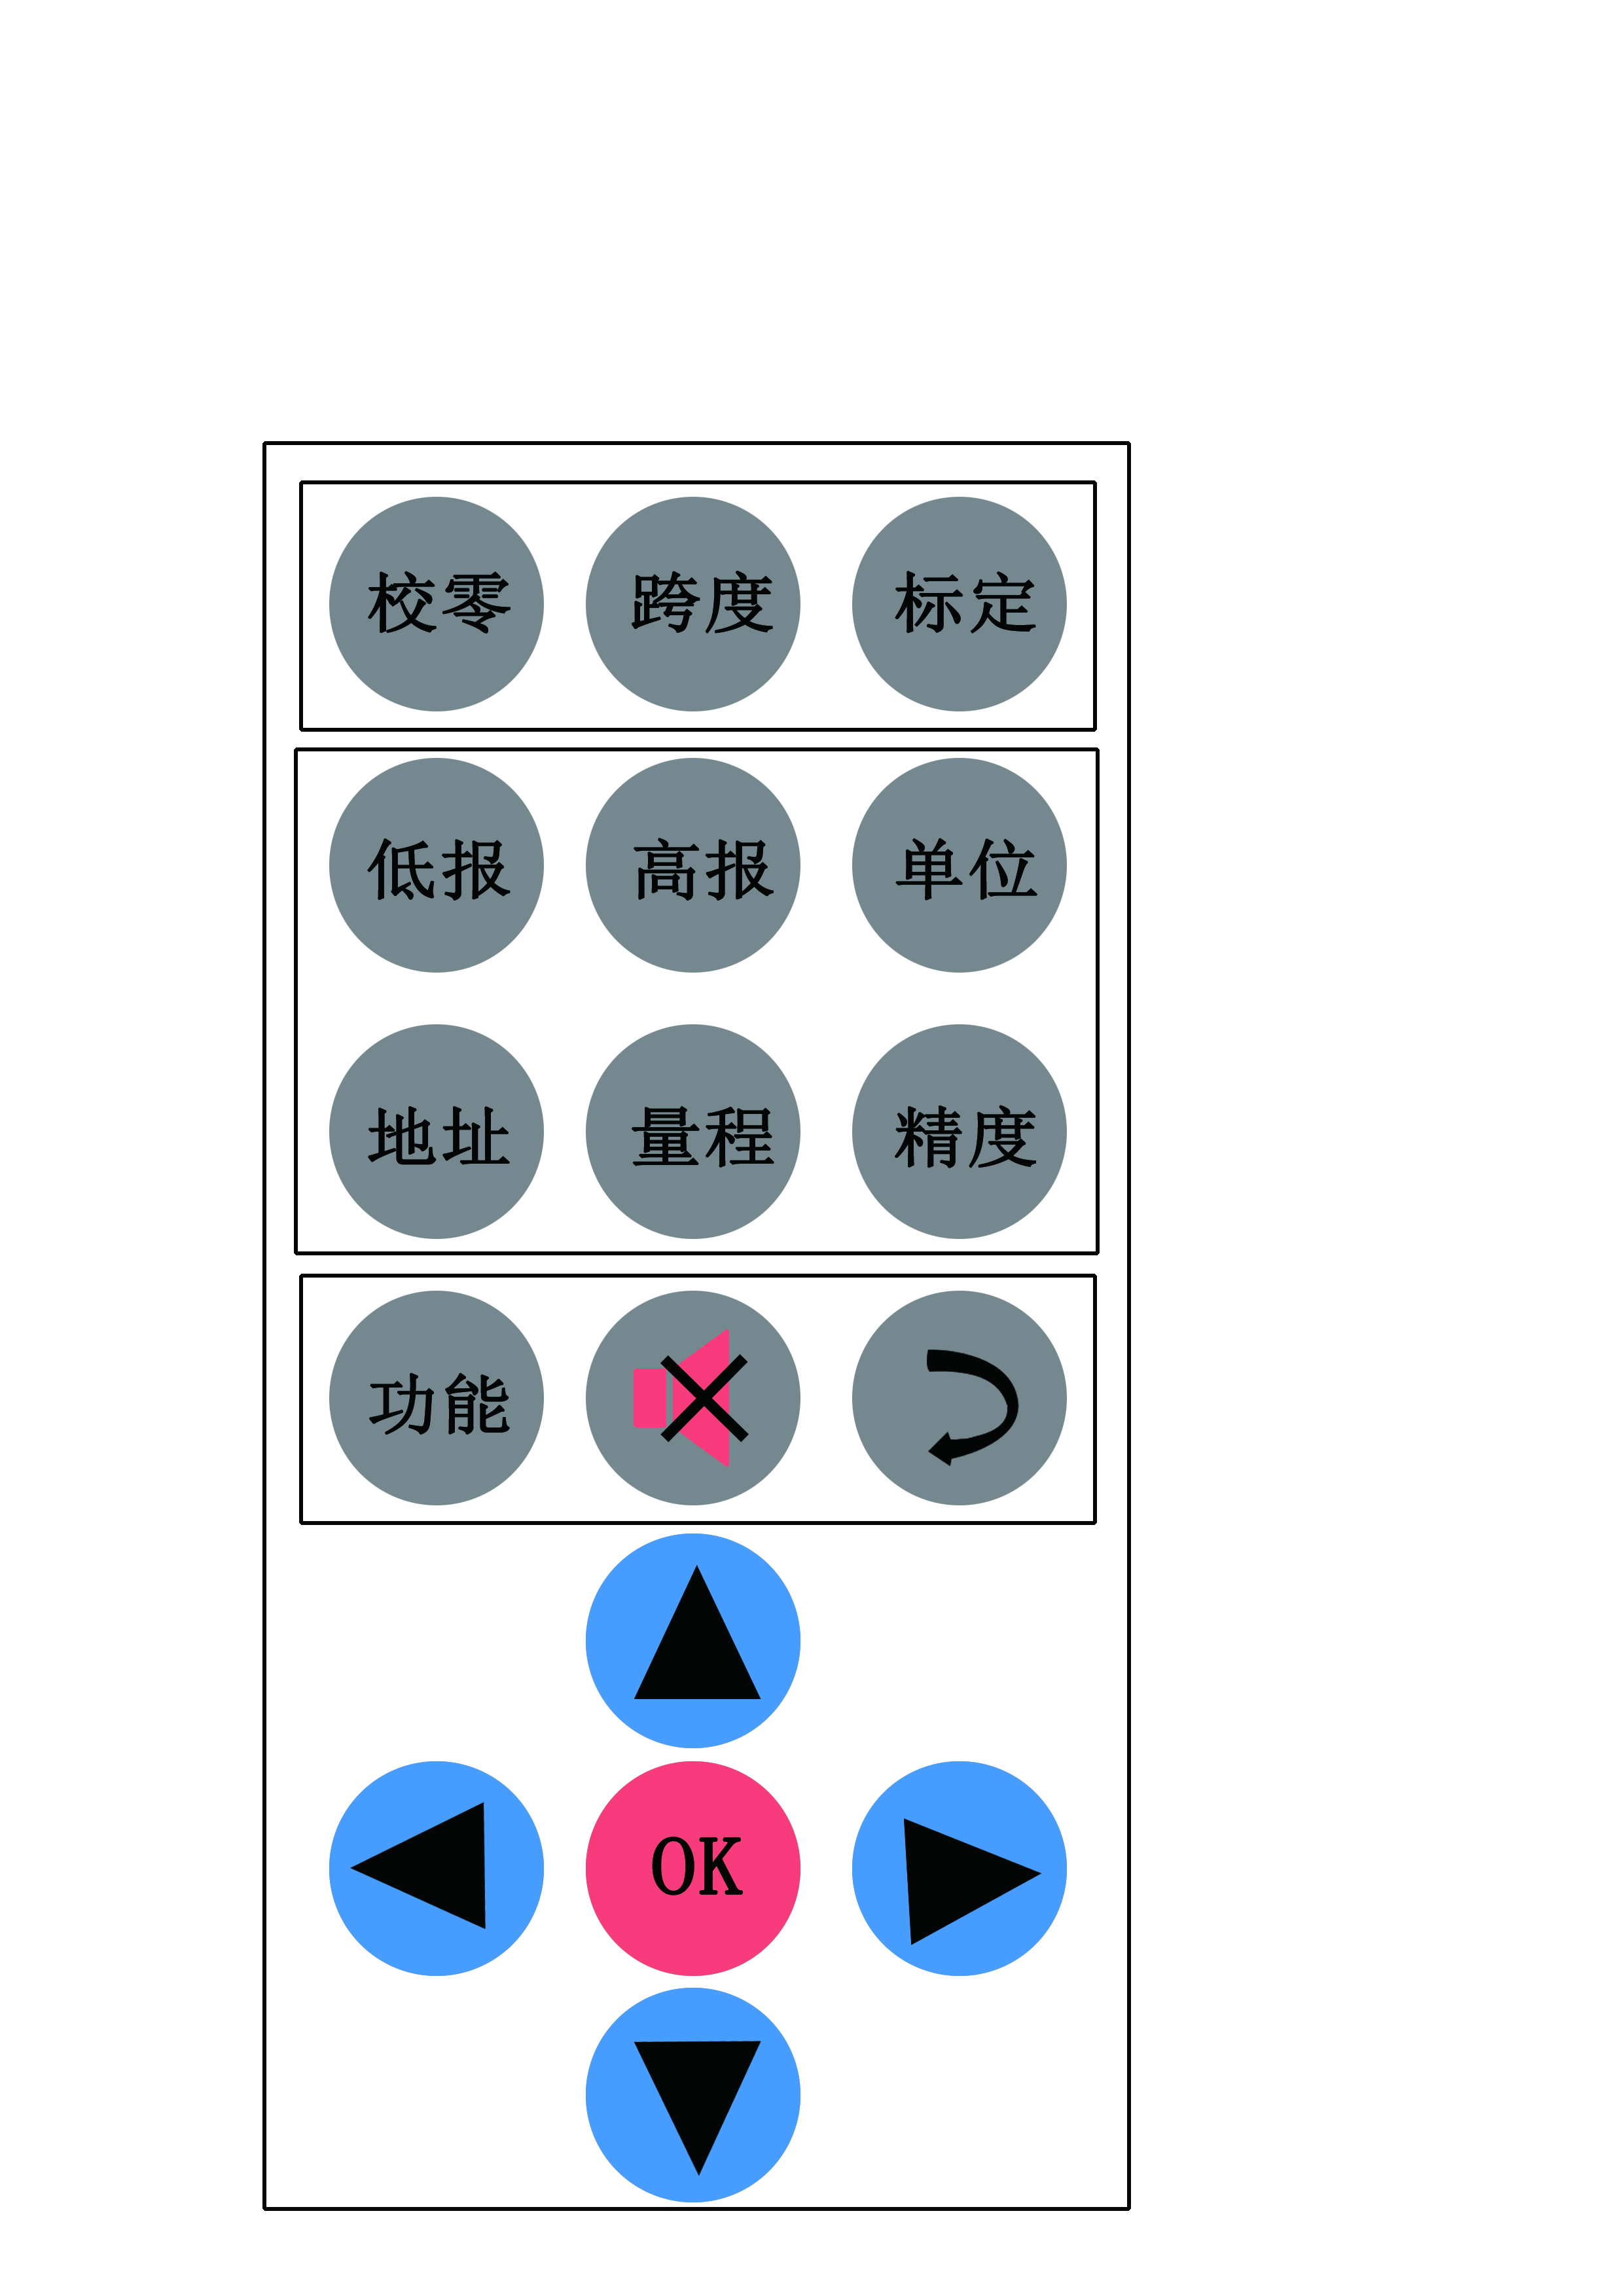 校零 跨度 标定
低报 高报 单位
地址 量程 精度
功能
OK